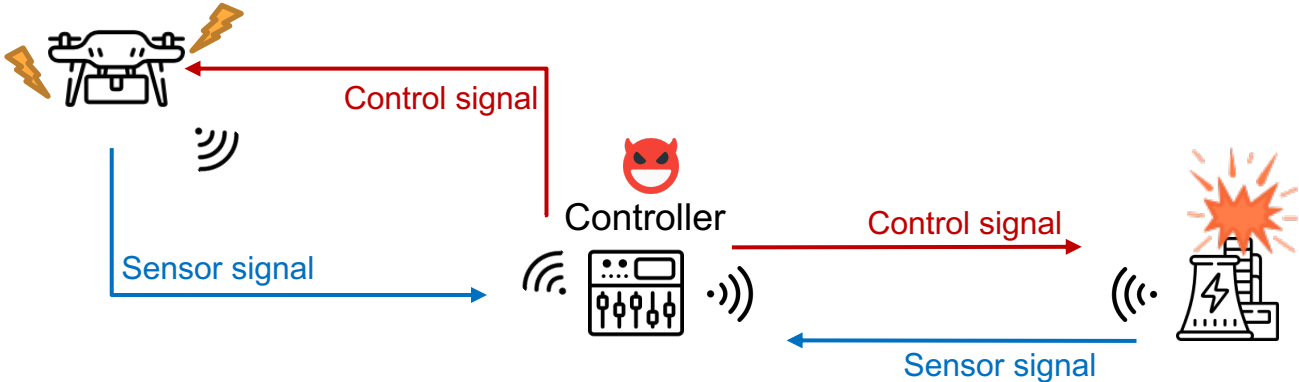 Control signal
Controller
Control signal
Sensor signal
Sensor signal